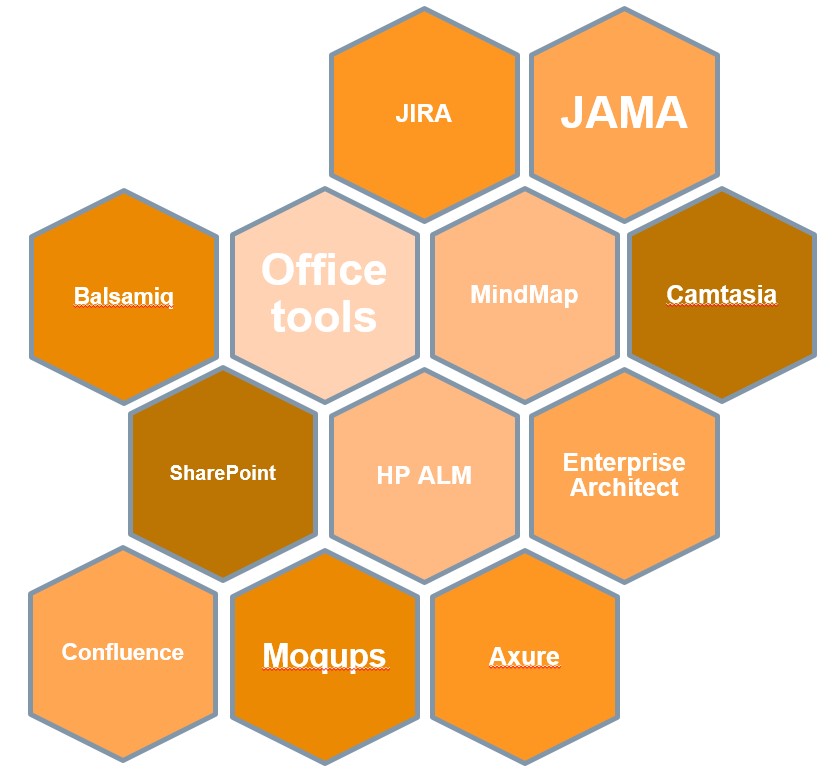 JIRA
JAMA
Balsamiq
Office
tools
MindMap
Camtasia
SharePoint
HP ALM
Enterprise
Architect
Confluence
Moqups
Axure